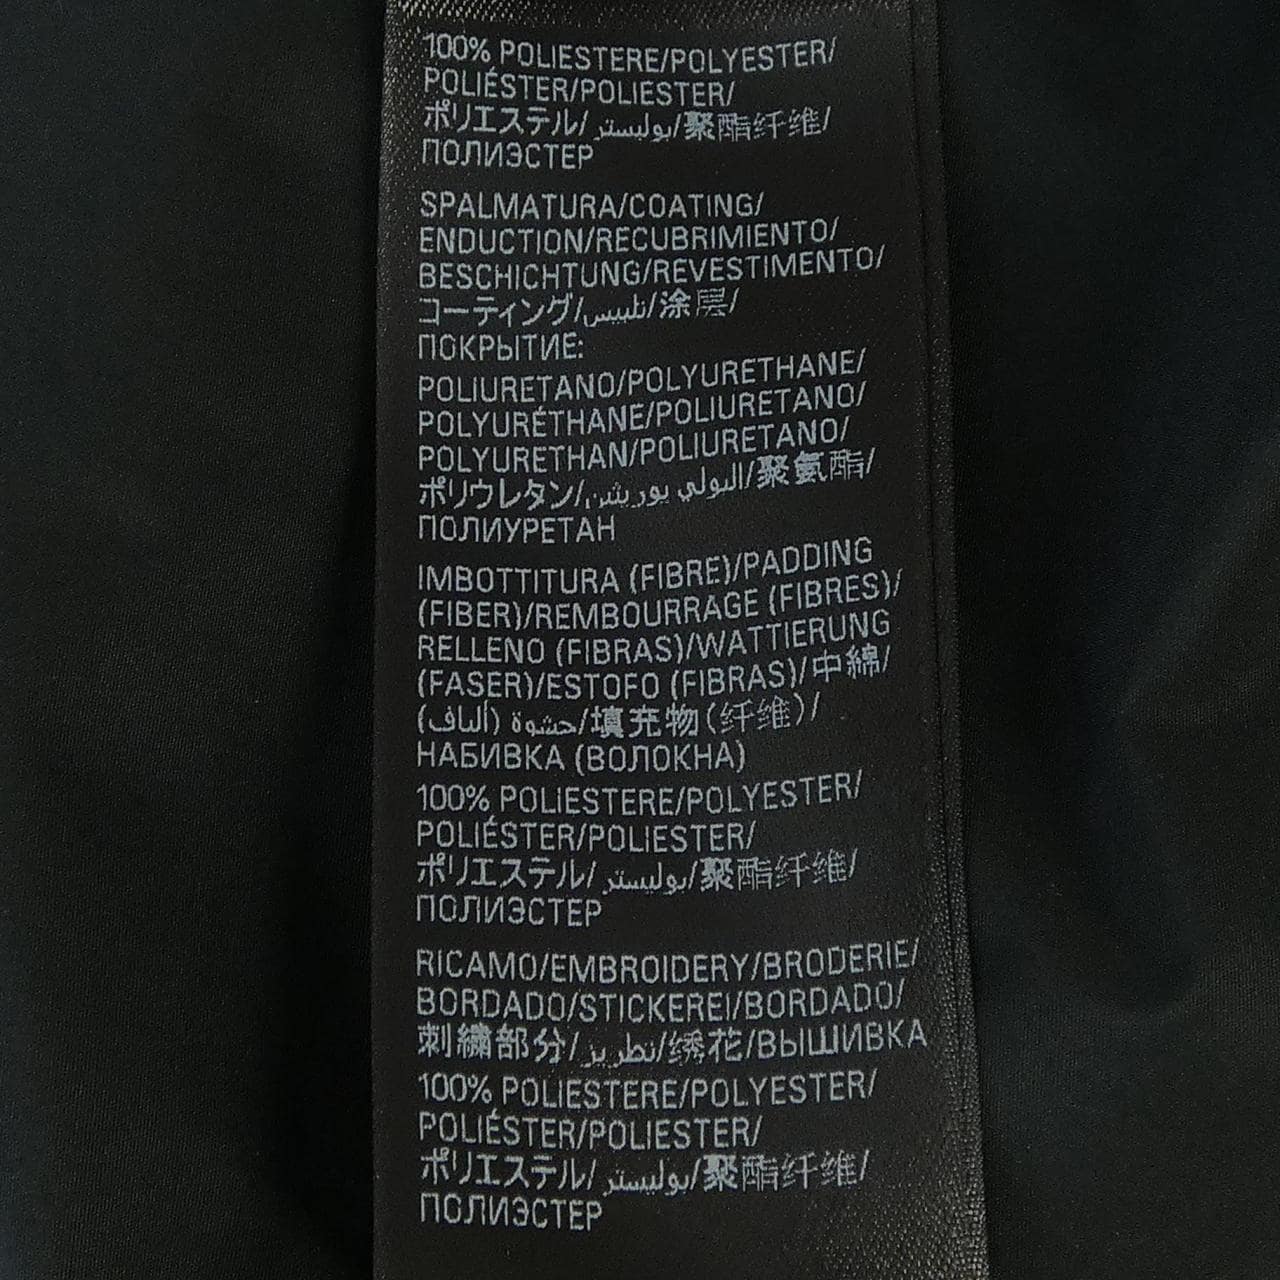 100% POLIESTERE/POLYESTER/
POLIÉSTER/POLIESTER/
ポリエステル/بوليستر/聚酯纤维/
ПОЛИЭСТЕР
SPALMATURA/COATING/
ENDUCTION/RECUBRIMIENTO/
BESCHICHTUNG/REVESTIMENTO/
コーティング/تلبيس/涂层/
ПОКРЫТИЕ:
POLIURETANO/POLYURETHANE/
POLYURÉTHANE/POLIURETANO/
POLYURETHAN/POLIURETANO/
ポリウレタン/البولي يوريثين/聚氨酯/
ПОЛИУРЕТАН
IMBOTTITURA (FIBRE)/PADDING
(FIBER)/REMBOURRAGE (FIBRES)/
RELLENO (FIBRAS)/WATTIERUNG
(FASER)/ESTOFO (FIBRAS)/中綿/
حشوة (ألياف)/填充物(纤维)/
НАБИВКА (ВОЛОКНА)
100% POLIESTERE/POLYESTER/
POLIÉSTER/POLIESTER/
ポリエステル/بوليستر/聚酯纤维/
ПОЛИЭСТЕР
RICAMO/EMBROIDERY/BRODERIE/
BORDADO/STICKEREI/BORDADO/
刺繍部分/تطريز/绣花/ВЫШИВКА
100% POLIESTERE/POLYESTER/
POLIÉSTER/POLIESTER/
ポリエステル/بوليستر/聚酯纤维/
ПОЛИЭСТЕР